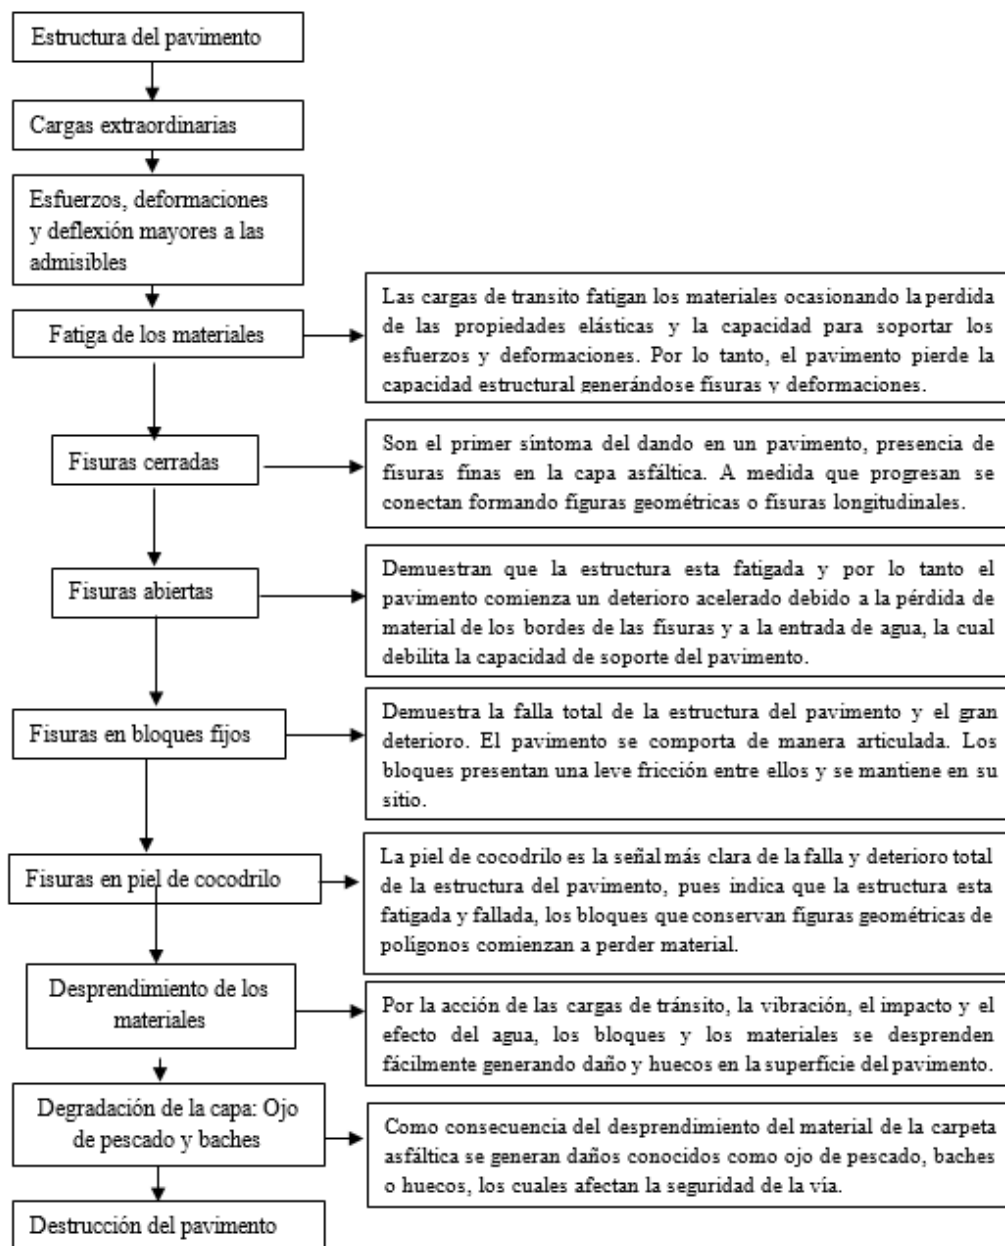 Estructura del pavimento
Cargas extraordinarias
Esfuerzos, deformaciones
y deflexión mayores a las
admisibles
Fatiga de los materiales
Las cargas de transito fatigan los materiales ocasionando la perdida
de las propiedades elásticas y la capacidad para soportar los
esfuerzos y deformaciones. Por lo tanto, el pavimento pierde la
capacidad estructural generándose fisuras y deformaciones.
Fisuras cerradas
Son el primer síntoma del dando en un pavimento, presencia de
fisuras finas en la capa asfáltica. A medida que progresan se
conectan formando figuras geométricas o fisuras longitudinales.
Fisuras abiertas
Demuestran que la estructura esta fatigada y por lo tanto el
pavimento comienza un deterioro acelerado debido a la pérdida de
material de los bordes de las fisuras y a la entrada de agua, la cual
debilita la capacidad de soporte del pavimento.
Fisuras en bloques fijos
Demuestra la falla total de la estructura del pavimento y el gran
deterioro. El pavimento se comporta de manera articulada. Los
bloques presentan una leve fricción entre ellos y se mantiene en su
sitio.
Fisuras en piel de cocodrilo
La piel de cocodrilo es la señal más clara de la falla y deterioro total
de la estructura del pavimento, pues indica que la estructura esta
fatigada y fallada, los bloques que conservan figuras geométricas de
polígonos comienzan a perder material.
Desprendimiento de los
materiales
Por la acción de las cargas de tránsito, la vibración, el impacto y el
efecto del agua, los bloques y los materiales se desprenden
fácilmente generando daño y huecos en la superficie del pavimento.
Degradación de la capa: Ojo
de pescado y baches
Como consecuencia del desprendimiento del material de la carpeta
asfáltica se generan daños conocidos como ojo de pescado, baches
o huecos, los cuales afectan la seguridad de la vía.
Destrucción del pavimento